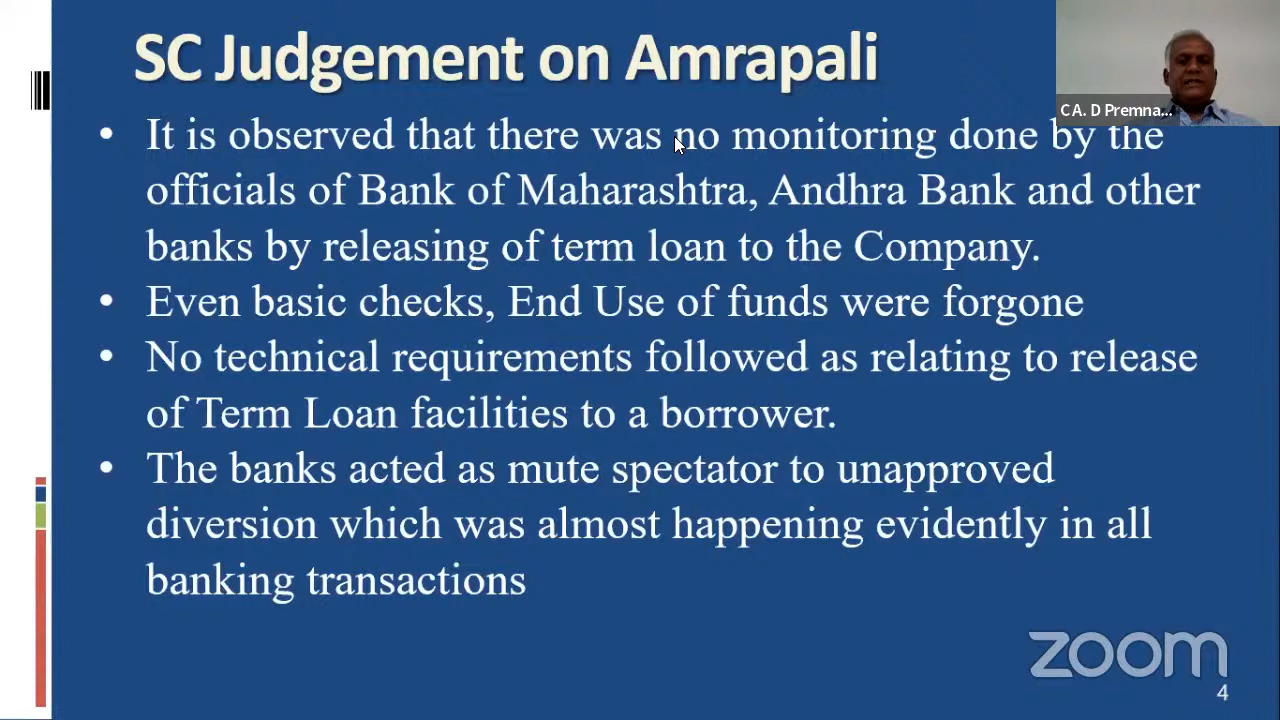 SC Judgement on Amrapali
CA. D Premna...
• It is observed that there was no monitoring done by the
officials of Bank of Maharashtra, Andhra Bank and other
banks by releasing of term loan to the Company.
• Even basic checks, End Use of funds were forgone
• No technical requirements followed as relating to release
of Term Loan facilities to a borrower.
• The banks acted as mute spectator to unapproved
diversion which was almost happening evidently in all
banking transactions
zoom
4